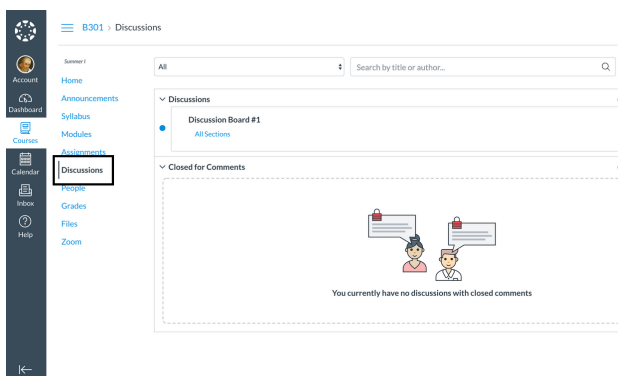 B301 > Discussions
Account
Dashboard
Courses
Calendar
Inbox
Help
Summer I
Home
Announcements
Syllabus
Modules
Assignments
Discussions
People
Grades
Files
Zoom
All
Search by title or author...
Discussions
Discussion Board #1
All Sections
Closed for Comments
You currently have no discussions with closed comments